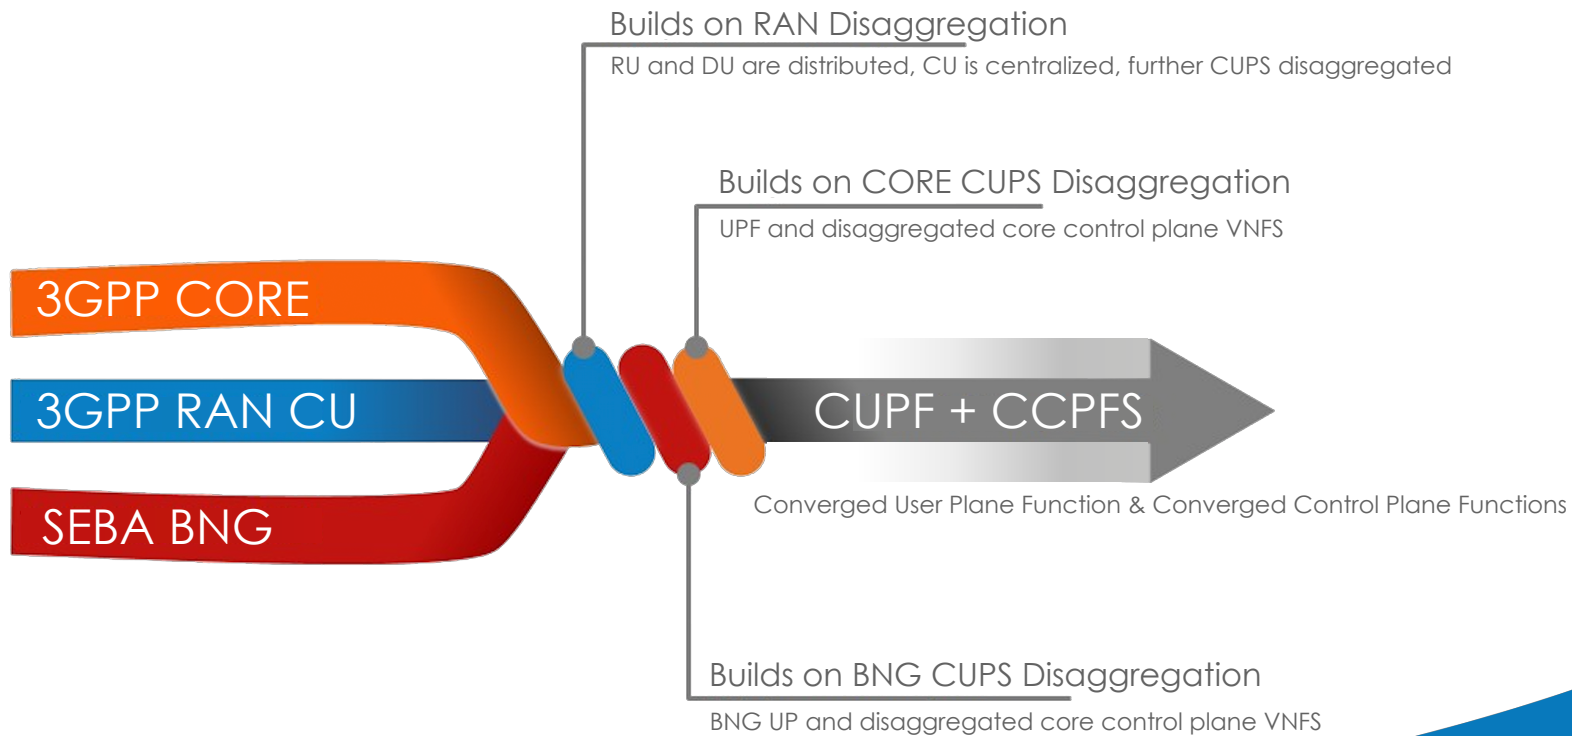 Builds on RAN Disaggregation
RU and DU are distributed, CU is centralized, further CUPS disaggregated
Builds on CORE CUPS Disaggregation
UPF and disaggregated core control plane VNFS
3GPP CORE
3GPP RAN CU
CUPF + CCPFS
SEBA BNG
Converged User Plane Function & Converged Control Plane Functions
Builds on BNG CUPS Disaggregation
BNG UP and disaggregated core control plane VNFS